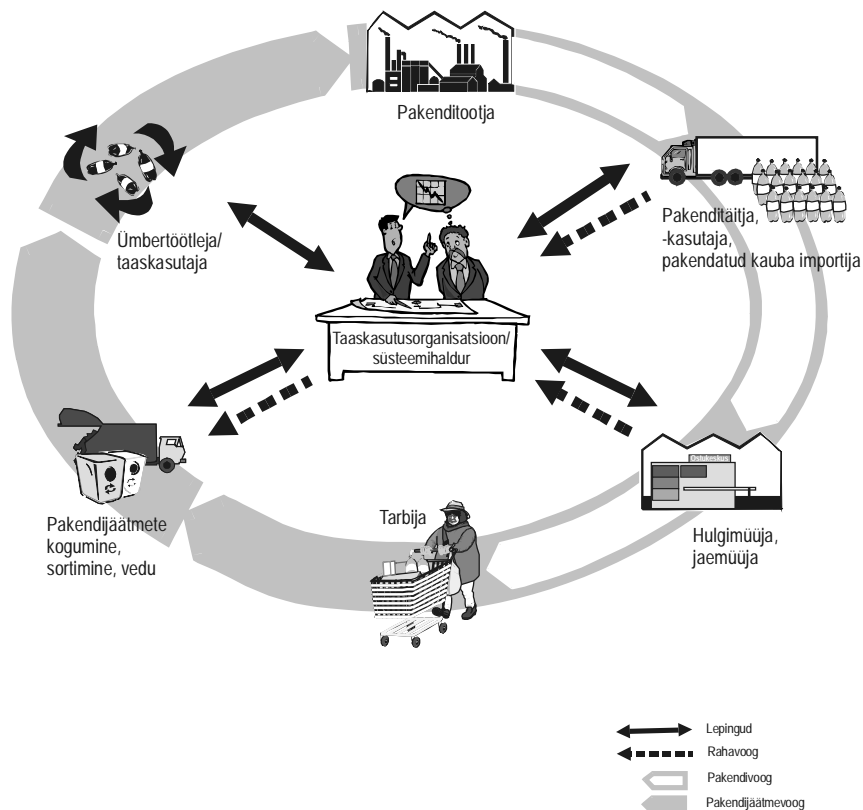 Pakenditootja
Pakenditäitja,
-kasutaja,
pakendatud kauba importija
Ümbertöötleja/
taaskasutaja
Taaskasutusorganisatsioon/
süsteemihaldur
Ostukeskus
Hulgimüüja,
jaemüüja
Tarbija
Pakendijäätmete
kogumine,
sortimine, vedu
Lepingud
Rahavoog
Pakendivoog
Pakendijäätmevoog